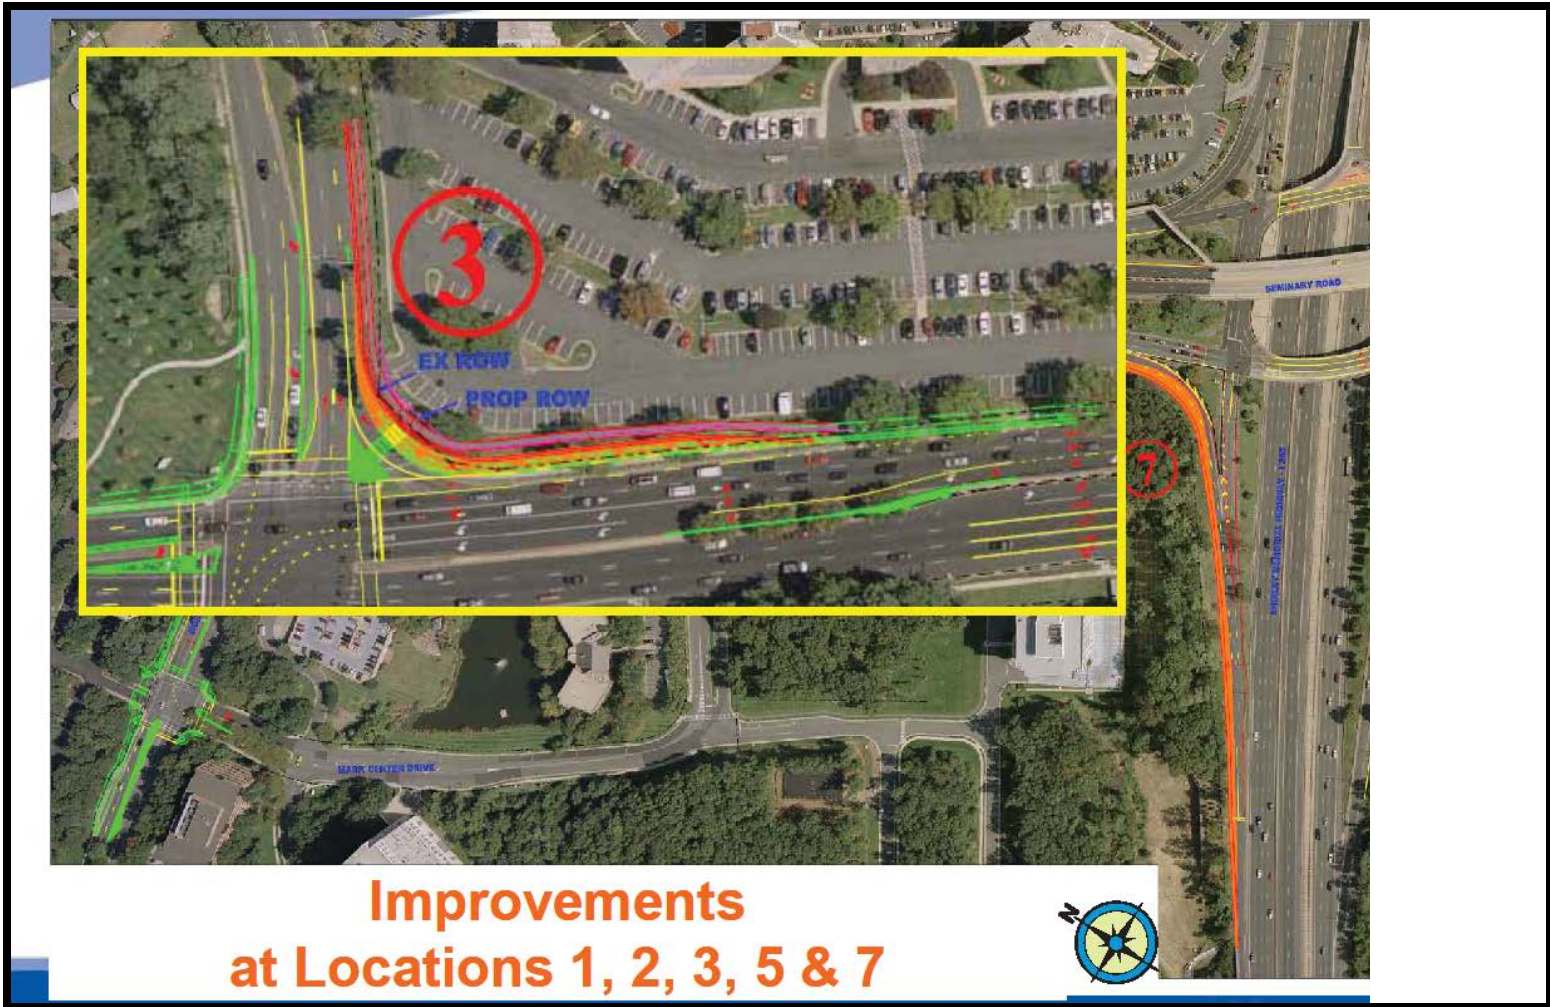 3
EX ROW
PROP ROW
SEMINARY ROAD
7
MARK CENTER DRIVE
Improvements
at Locations 1, 2, 3, 5 & 7
N